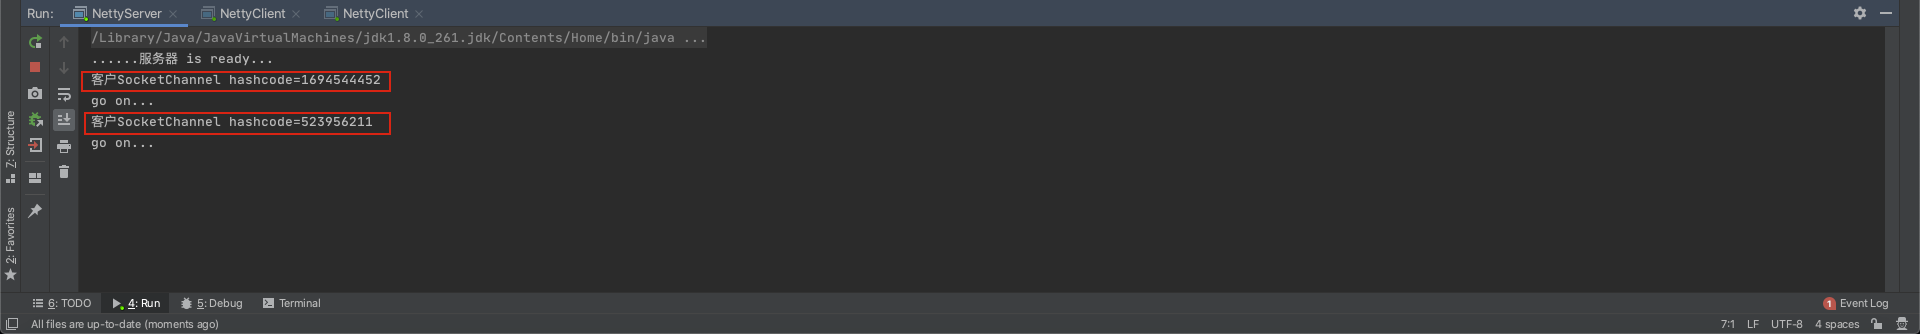 Run: NettyServer NettyClient NettyClient
/Library/Java/JavaVirtualMachines/jdk1.8.0_261.jdk/Contents/Home/bin/java ...
......服务器 is ready...
客户SocketChannel hashcode=1694544452
go on...
客户SocketChannel hashcode=523956211
go on...
7: Structure
2: Favorites
6: TODO 4: Run 5: Debug Terminal 1 Event Log
All files are up-to-date (moments ago) 7:1 LF UTF-8 4 spaces